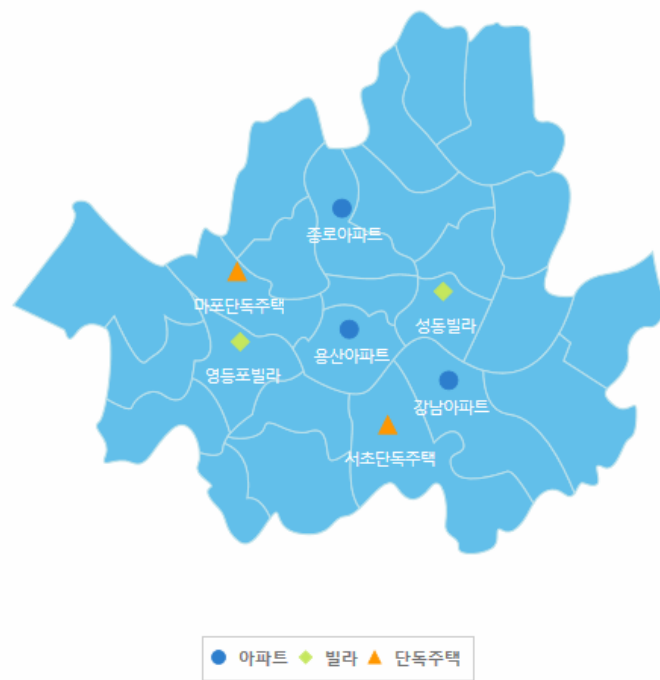 종로아파트
마포단독주택
성동빌라
용산아파트
영등포빌라
강남아파트
서초단독주택
아파트 빌라 단독주택